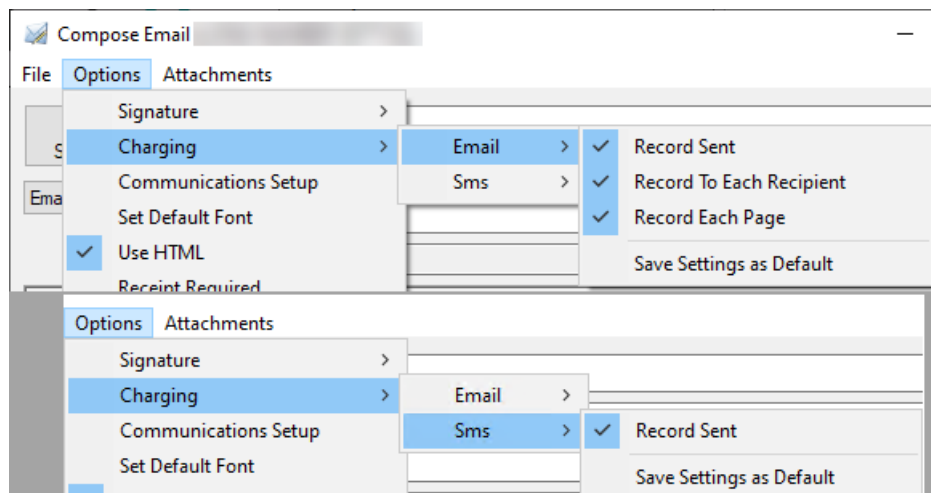 Compose Email
File Options Attachments
Signature
Charging Email Record Sent
Communications Setup Sms Record To Each Recipient
Set Default Font Record Each Page
Use HTML Save Settings as Default
Receipt Required
Options Attachments
Signature
Charging Email
Communications Setup Sms Record Sent
Set Default Font Save Settings as Default